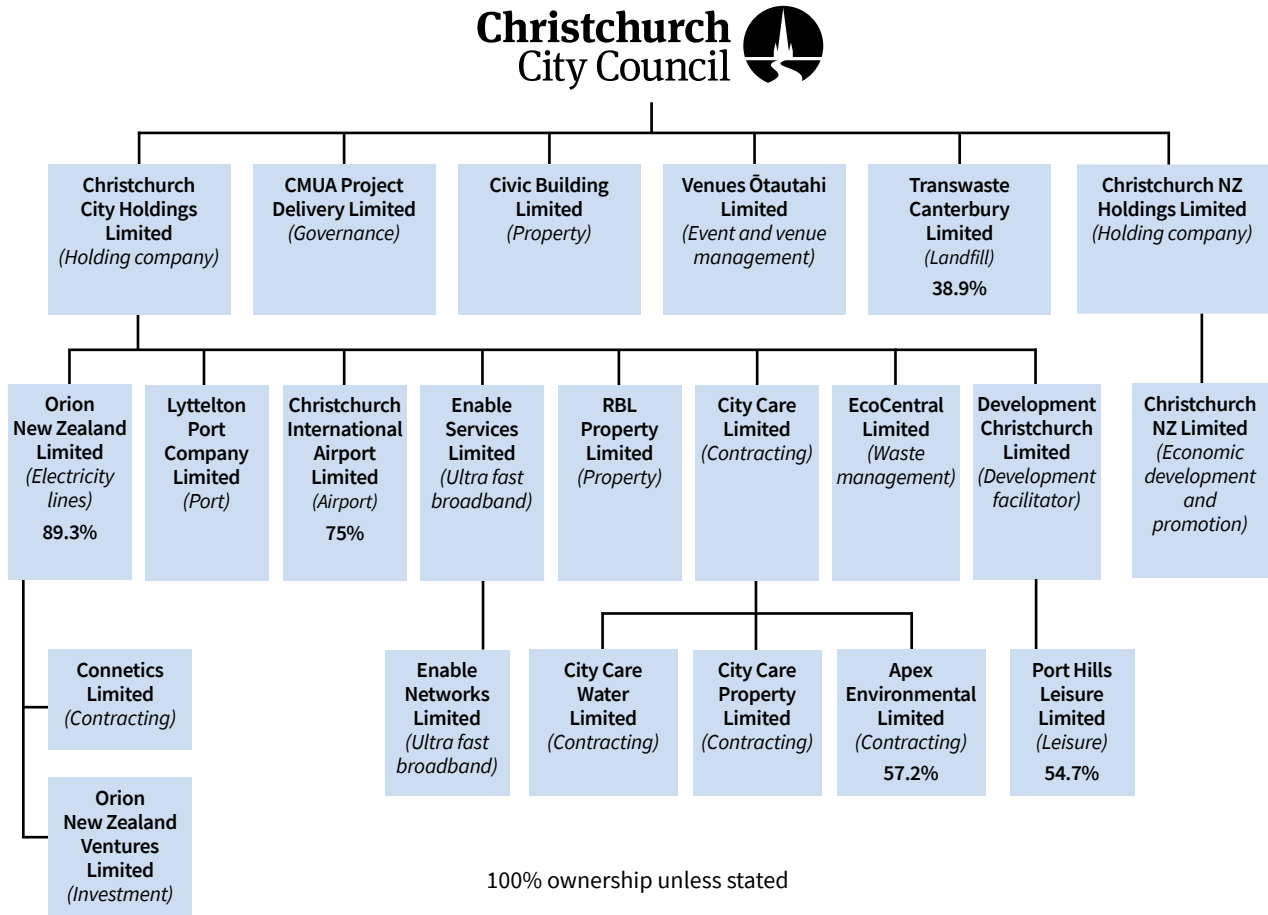 Christchurch
City Council
Christchurch
City Holdings
Limited
(Holding company)
CMUA Project
Delivery Limited
(Governance)
Civic Building
Limited
(Property)
Venues Ōtautahi
Limited
(Event and venue
management)
Transwaste
Canterbury
Limited
(Landfill)
38.9%
Christchurch NZ
Holdings Limited
(Holding company)
Orion
New Zealand
Limited
(Electricity
lines)
89.3%
Lyttelton
Port
Company
Limited
(Port)
Christchurch
International
Airport
Limited
(Airport)
75%
Enable
Services
Limited
(Ultra fast
broadband)
RBL
Property
Limited
(Property)
City Care
Limited
(Contracting)
EcoCentral
Limited
(Waste
management)
Development
Christchurch
Limited
(Development
facilitator)
Christchurch
NZ Limited
(Economic
development
and
promotion)
Connetics
Limited
(Contracting)
Orion
New Zealand
Ventures
Limited
(Investment)
Enable
Networks
Limited
(Ultra fast
broadband)
City Care
Water
Limited
(Contracting)
City Care
Property
Limited
(Contracting)
Apex
Environmental
Limited
(Contracting)
57.2%
Port Hills
Leisure
Limited
(Leisure)
54.7%
100% ownership unless stated